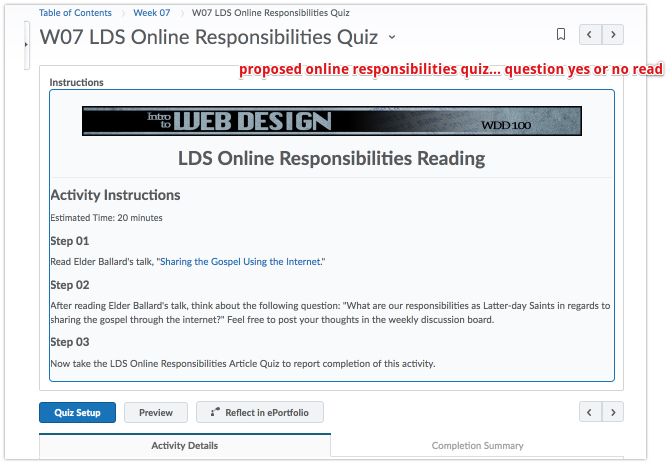 Table of Contents > Week 07 > W07 LDS Online Responsibilities Quiz
W07 LDS Online Responsibilities Quiz
proposed online responsibilities quiz... question yes or no read
Instructions
Intro to WEB DESIGN WDD 100
LDS Online Responsibilities Reading
Activity Instructions
Estimated Time: 20 minutes
Step 01
Read Elder Ballard's talk, "Sharing the Gospel Using the Internet."
Step 02
After reading Elder Ballard's talk, think about the following question: "What are our responsibilities as Latter-day Saints in regards to
sharing the gospel through the internet?" Feel free to post your thoughts in the weekly discussion board.
Step 03
Now take the LDS Online Responsibilities Article Quiz to report completion of this activity.
Quiz Setup Preview Reflect in ePortfolio
Activity Details Completion Summary